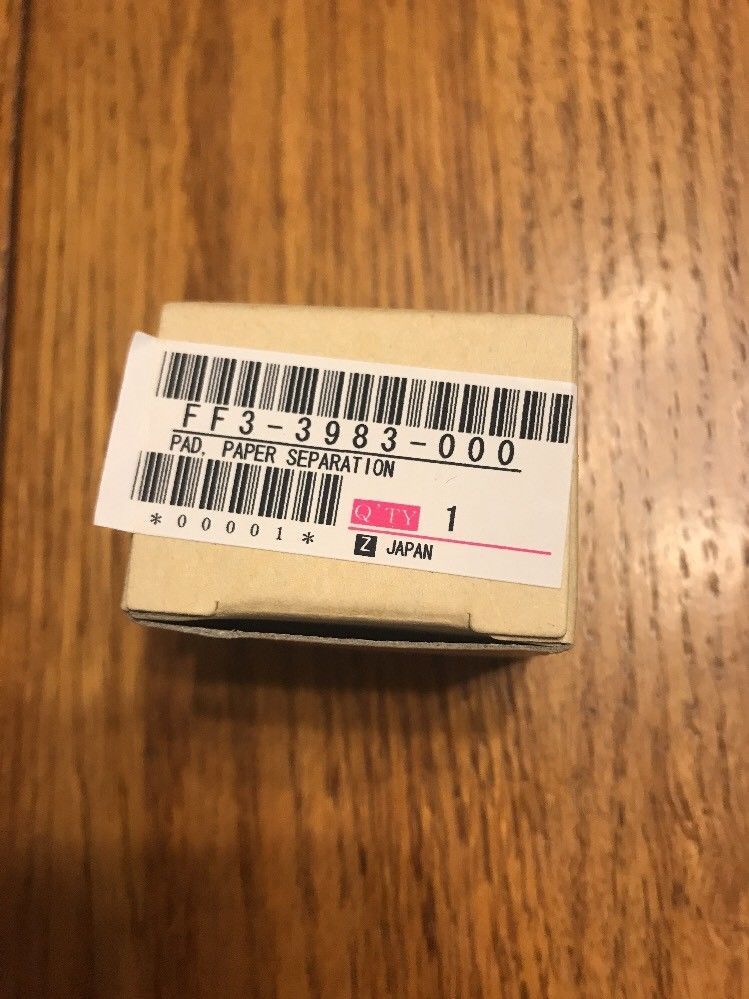 FF3-3983-000
PAD, PAPER SEPARATION
Q'TY 1
*00001*
Z JAPAN